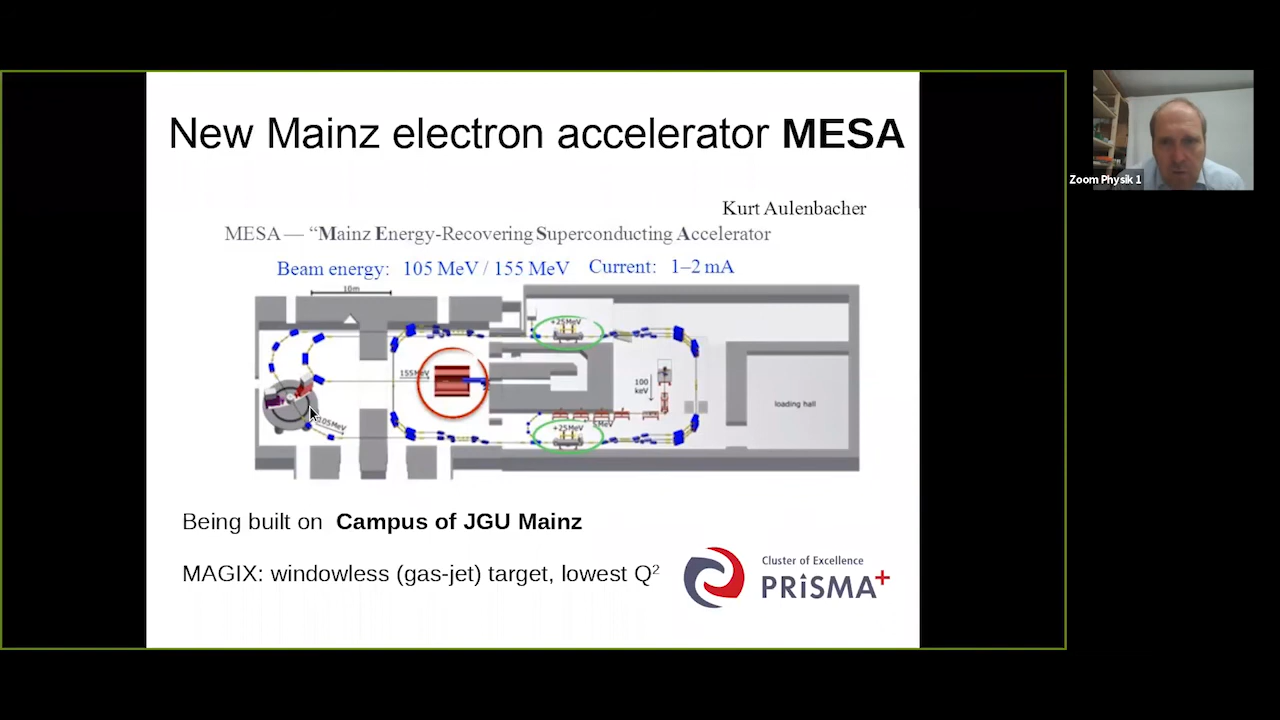 New Mainz electron accelerator MESA
Zoom Physik 1
Kurt Aulenbacher
MESA — “Mainz Energy-Recovering Superconducting Accelerator
Beam energy: 105 MeV / 155 MeV Current: 1–2 mA
10m
+25MeV
155MeV
100
keV
loading hall
105MeV
+25MeV
5MeV
Being built on Campus of JGU Mainz
MAGIX: windowless (gas-jet) target, lowest Q²
Cluster of Excellence
PRiSMA+